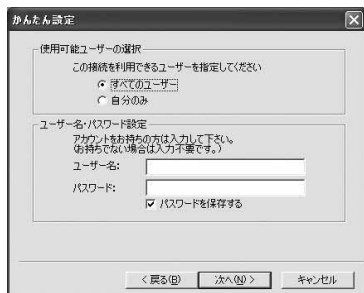 かんたん設定
使用可能ユーザーの選択
この接続を利用できるユーザーを指定してください
すべてのユーザー
自分のみ
ユーザー名・パスワード設定
アカウントをお持ちの方は入力して下さい。
(お持ちでない場合は入力不要です。)
ユーザー名:
パスワード:
パスワードを保存する
< 戻る(B)
次へ(N) >
キャンセル